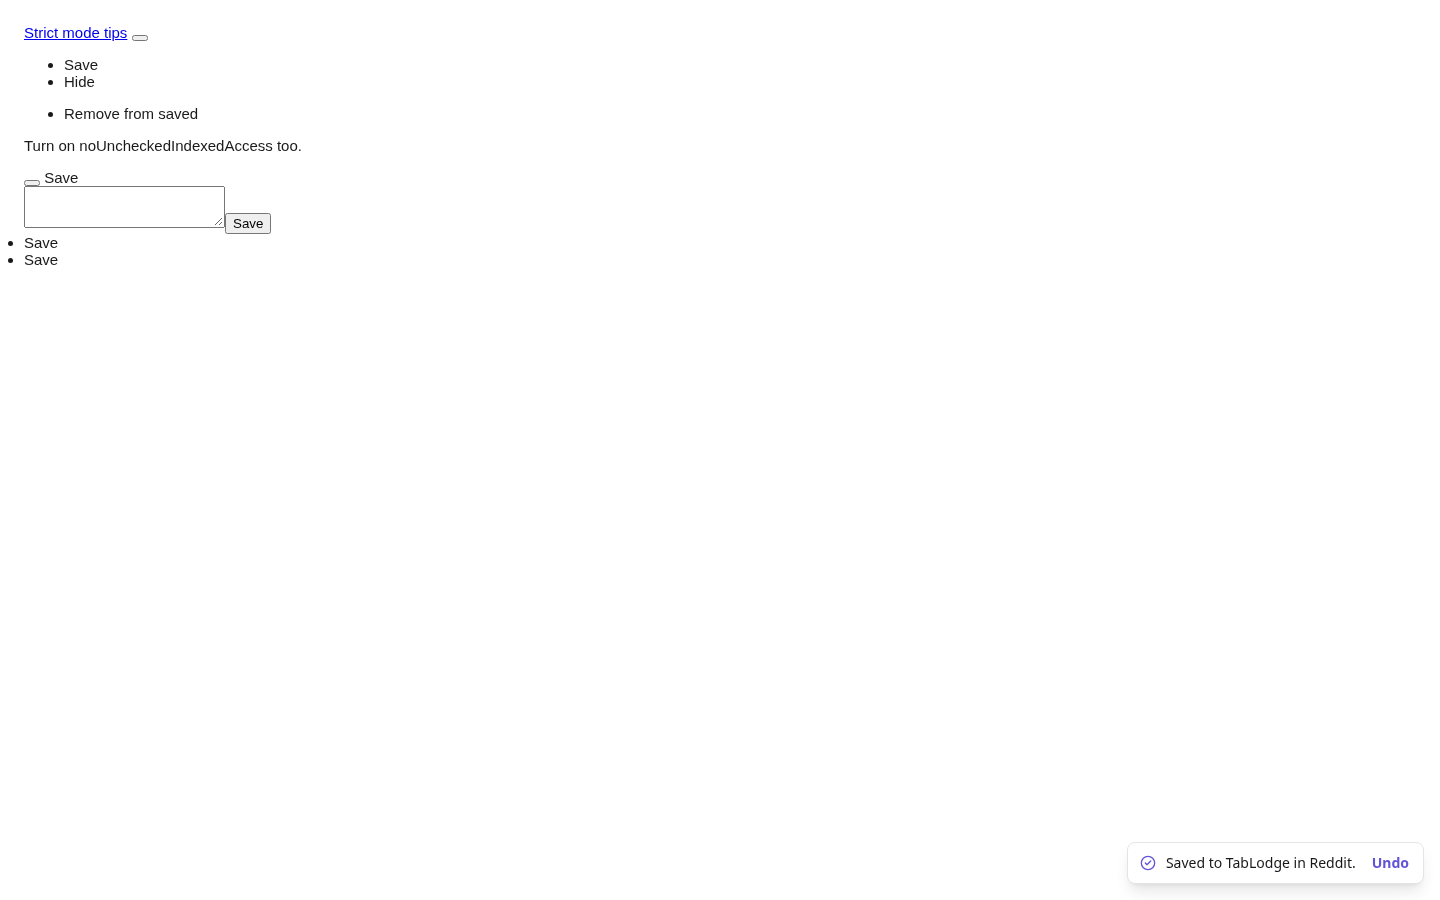 Strict mode tips
Save
Hide
Remove from saved
Turn on noUncheckedIndexedAccess too.
Save
Save
Save
Save
Saved to TabLodge in Reddit. Undo